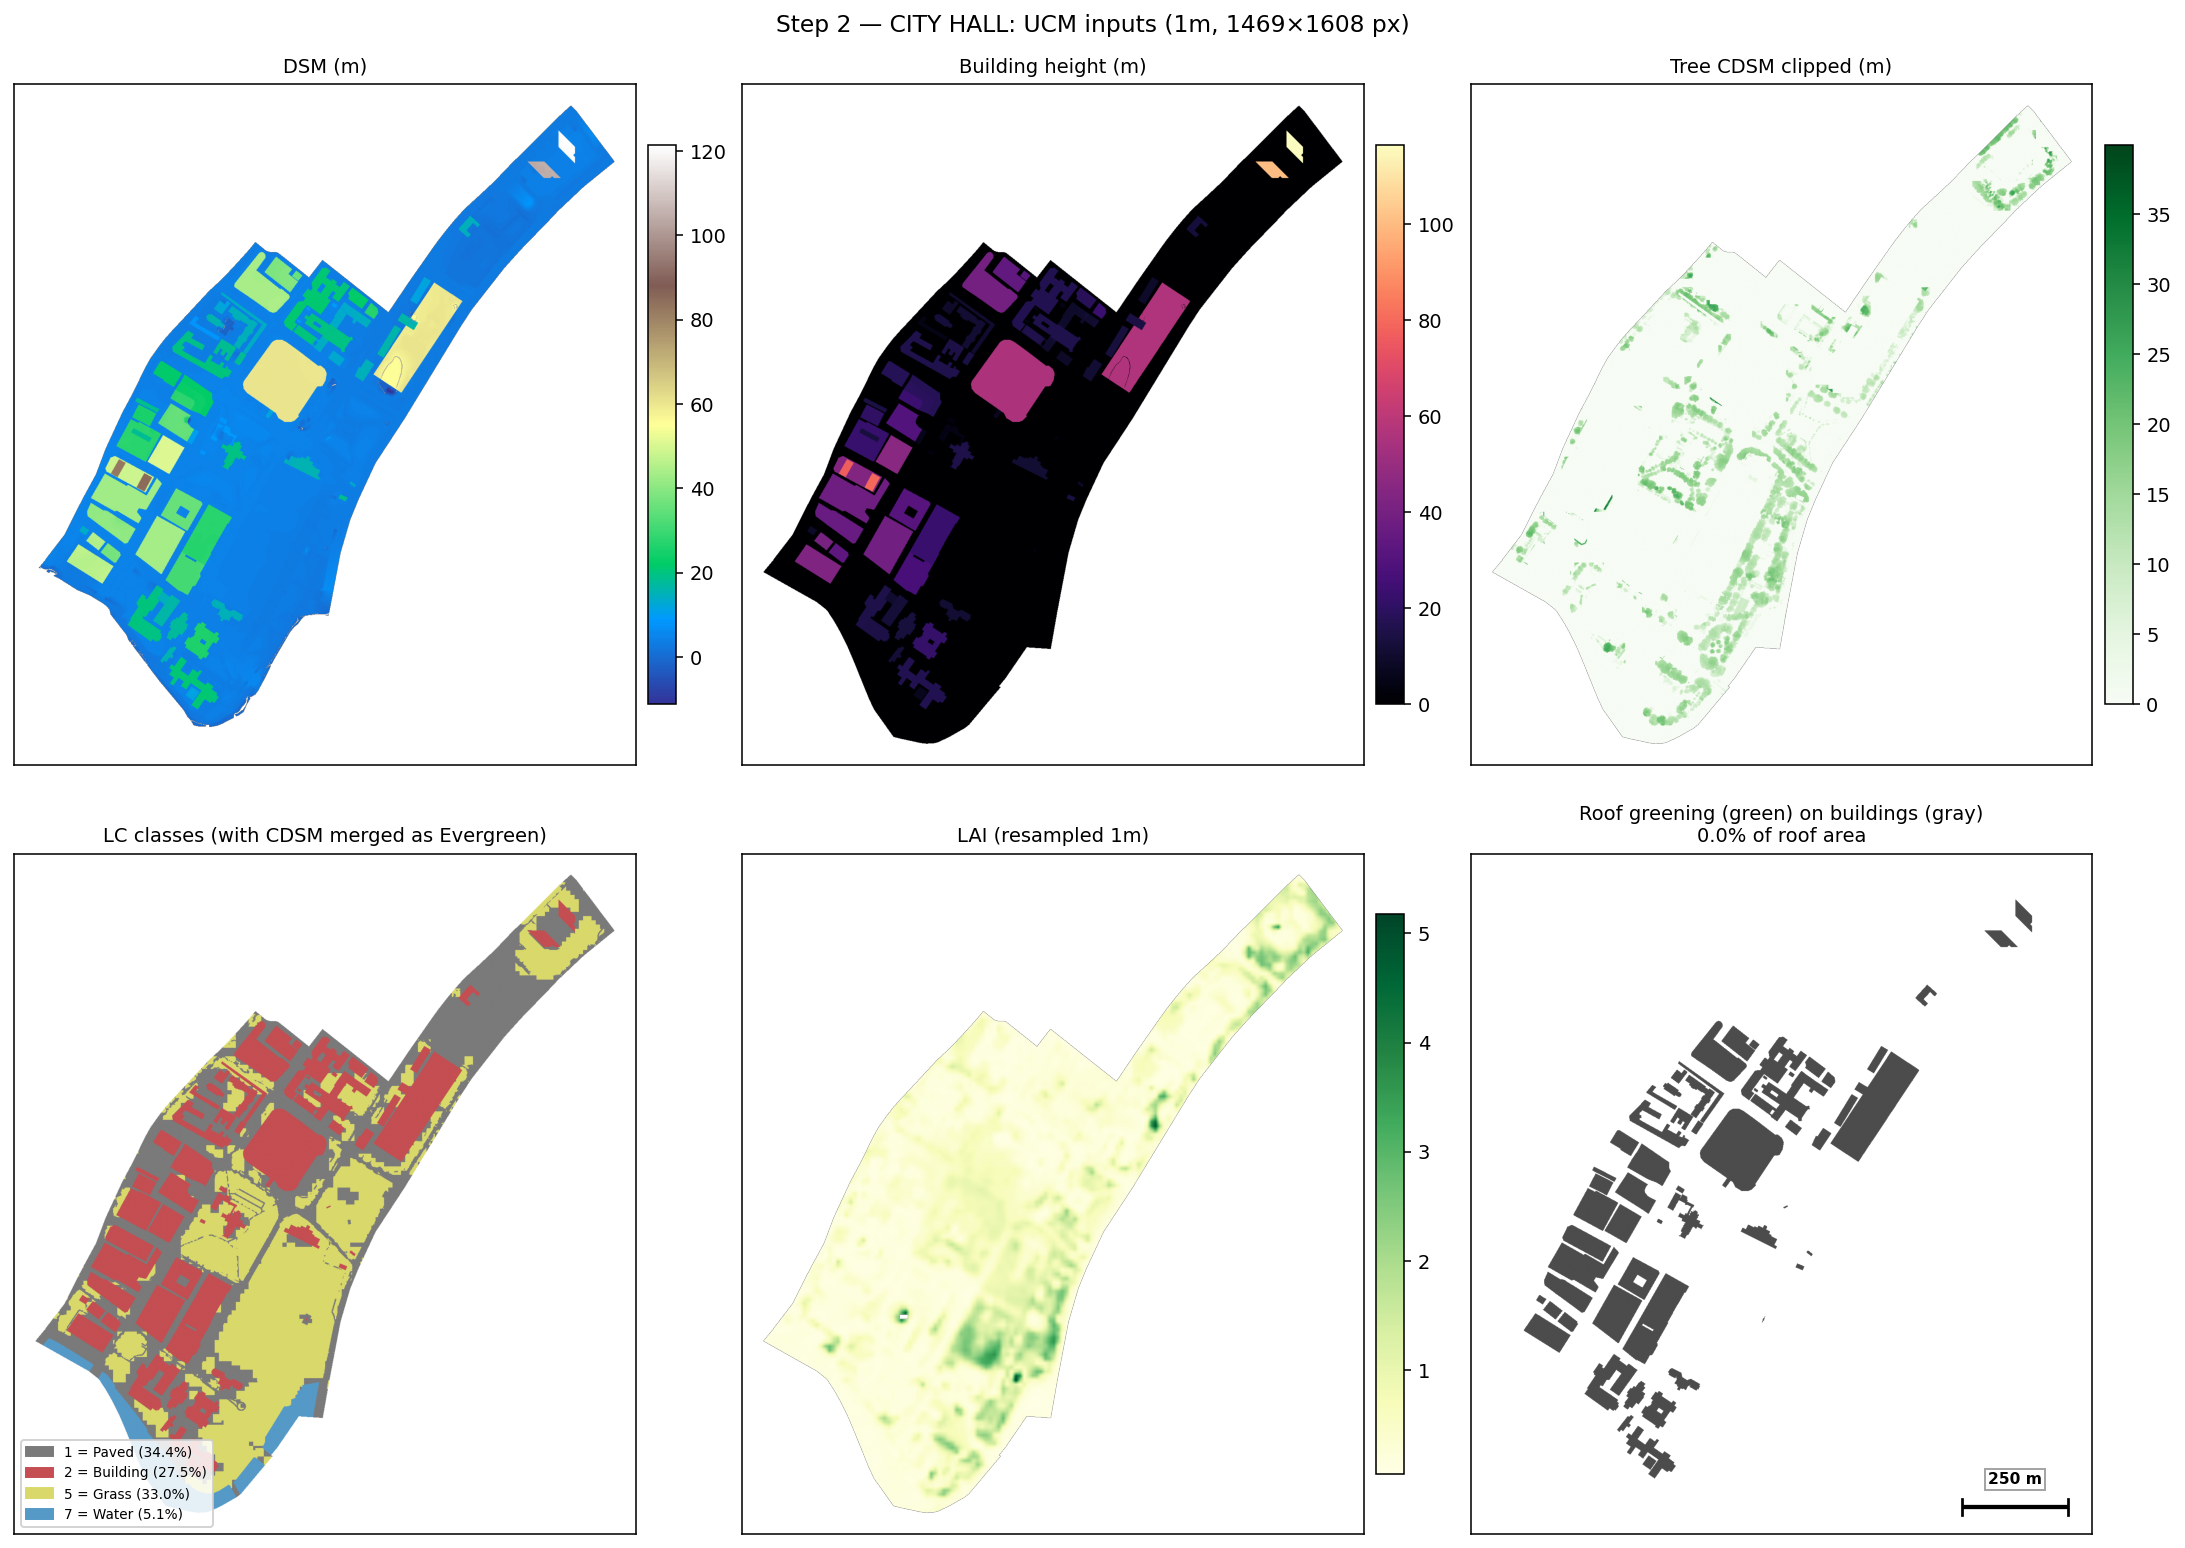 Step 2 — CITY HALL: UCM inputs (1m, 1469×1608 px)
DSM (m)
120
100
80
60
40
20
0
Building height (m)
100
80
60
40
20
0
Tree CDSM clipped (m)
35
30
25
20
15
10
5
0
LC classes (with CDSM merged as Evergreen)
1 = Paved (34.4%)
2 = Building (27.5%)
5 = Grass (33.0%)
7 = Water (5.1%)
LAI (resampled 1m)
5
4
3
2
1
Roof greening (green) on buildings (gray)
0.0% of roof area
250 m